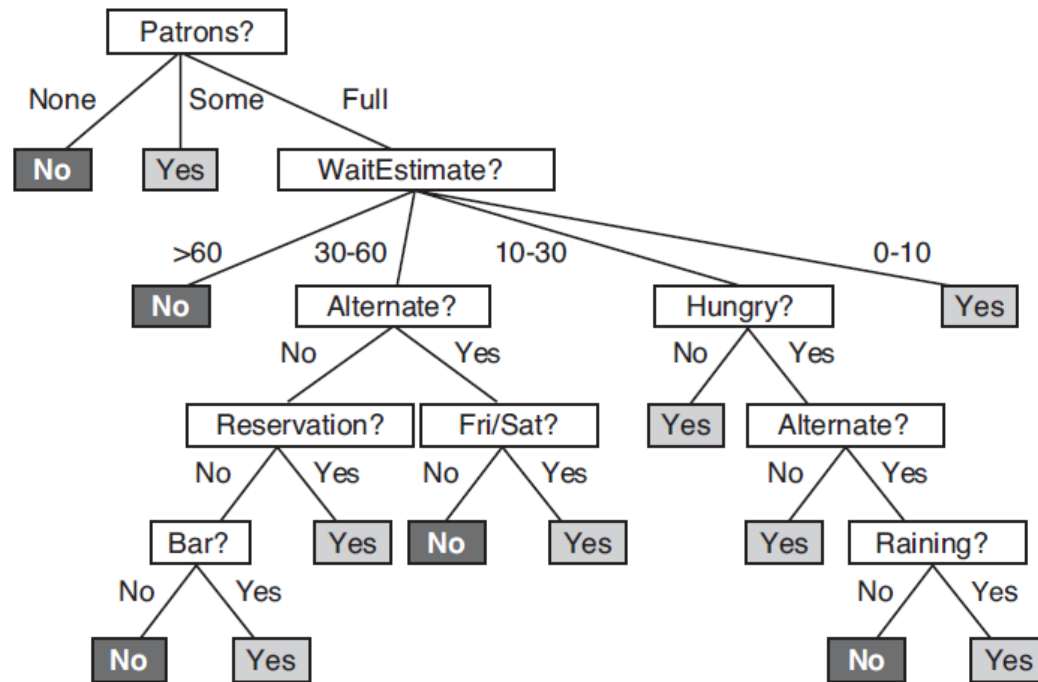 Patrons?
None Some Full
No Yes WaitEstimate?
>60 30-60 10-30 0-10
No Alternate? Hungry? Yes
No Yes No Yes
Reservation? Fri/Sat? Yes Alternate?
No Yes No Yes No Yes
Bar? Yes No Yes Yes Raining?
No Yes No Yes
No Yes No Yes